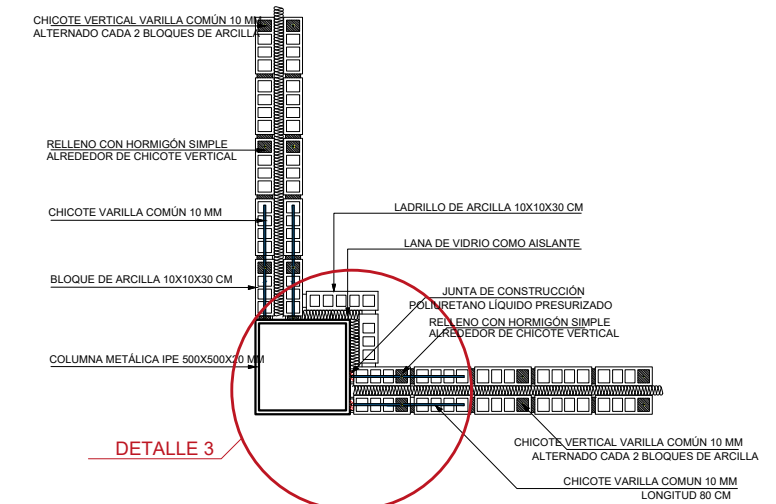 CHICOTE VERTICAL VARILLA COMÚN 10 MM
ALTERNADO CADA 2 BLOQUES DE ARCILLA
RELLENO CON HORMIGÓN SIMPLE
ALREDEDOR DE CHICOTE VERTICAL
CHICOTE VARILLA COMÚN 10 MM
LADRILLO DE ARCILLA 10X10X30 CM
LANA DE VIDRIO COMO AISLANTE
BLOQUE DE ARCILLA 10X10X30 CM
JUNTA DE CONSTRUCCIÓN
POLIURETANO LÍQUIDO PRESURIZADO
RELLENO CON HORMIGÓN SIMPLE
ALREDEDOR DE CHICOTE VERTICAL
COLUMNA METÁLICA IPE 500X500X20 MM
DETALLE 3
CHICOTE VERTICAL VARILLA COMÚN 10 MM
ALTERNADO CADA 2 BLOQUES DE ARCILLA
CHICOTE VARILLA COMUN 10 MM
LONGITUD 80 CM